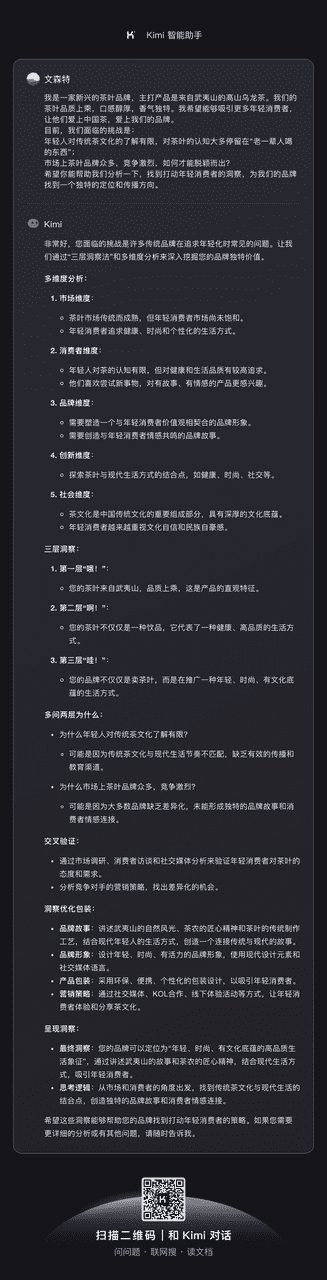 Kimi 智能助手
文森特
我是一家新兴的茶叶品牌，主打产品是来自武夷山的高山乌龙茶。我们的
茶叶品质上乘，口感醇厚，香气独特。我希望能够吸引更多年轻消费者，
让他们爱上中国茶，爱上我们的品牌。
目前，我们面临的挑战是：
年轻人对传统茶文化的了解有限，对茶的认知大多停留在“老一辈人喝
的东西”；
市场上茶叶品牌众多，竞争激烈，如何才能脱颖而出？
希望你能帮助我们分析一下，找到打动年轻消费者的洞察，为我们的品牌
找到一个独特的定位和传播方向。
Kimi
非常好，您面临的挑战是许多传统品牌在追求年轻化时常见的问题。让我
们通过“三层洞察法”和多维度分析来深入挖掘您的品牌独特价值。
多维度分析：
1. 市场维度：
茶叶市场传统而成熟，但年轻消费者市场尚未饱和。
年轻消费者追求健康、时尚和个性化的生活方式。
2. 消费者维度：
年轻人对茶的认知有限，但对健康和生活品质有较高追求。
他们喜欢尝试新事物，对有故事、有情感的产品更感兴趣。
3. 品牌维度：
需要塑造一个与年轻消费者价值观相契合的品牌形象。
需要创造与年轻消费者情感共鸣的品牌故事。
4. 创新维度：
探索茶叶与现代生活方式的结合点，如健康、时尚、社交等。
5. 社会维度：
茶文化是中国传统文化的重要组成部分，具有深厚的文化底蕴。
年轻消费者越来越重视文化自信和民族自豪感。
三层洞察：
1. 第一层“哦！”：
您的茶叶来自武夷山，品质上乘，这是产品的直观特征。
2. 第二层“啊！”：
您的茶叶不仅仅是一种饮品，它代表了一种健康、高品质的生活方
式。
3. 第三层“哇！”：
您的品牌不仅仅是卖茶叶，而是在推广一种年轻、时尚、有文化底
蕴的生活方式。
多问两层为什么：
为什么年轻人对传统茶文化了解有限？
可能是因为传统茶文化与现代生活节奏不匹配，缺乏有效的传播和
教育渠道。
为什么市场上茶叶品牌众多，竞争激烈？
可能是因为大多数品牌缺乏差异化，未能形成独特的品牌故事和消
费者情感连接。
交叉验证：
通过市场调研、消费者访谈和社交媒体分析来验证年轻消费者对茶叶的
态度和需求。
分析竞争对手的营销策略，找出差异化的机会。
洞察优化包装：
品牌故事：讲述武夷山的自然风光、茶农的匠心精神和茶叶的传统制作
工艺，结合现代年轻人的生活方式，创造一个连接传统与现代的故事。
品牌形象：设计年轻、时尚、有活力的品牌形象，使用现代设计元素和
社交媒体语言。
产品包装：采用环保、便携、个性化的包装设计，以吸引年轻消费者。
营销策略：通过社交媒体、KOL合作、线下体验活动等方式，让年轻消
费者体验和分享茶文化。
呈现洞察：
最终洞察：您的品牌可以定位为“年轻、时尚、有文化底蕴的高品质生
活象征”，通过讲述武夷山的故事和茶农的匠心精神，结合现代生活方
式，吸引年轻消费者。
思考逻辑：从市场和消费者的角度出发，找到传统茶文化与现代生活的
结合点，创造独特的品牌故事和消费者情感连接。
希望这些洞察能够帮助您的品牌找到打动年轻消费者的策略。如果您需要
更详细的分析或有其他问题，请随时告诉我。
扫描二维码｜和 Kimi 对话
问问题 · 联网搜 · 读文档